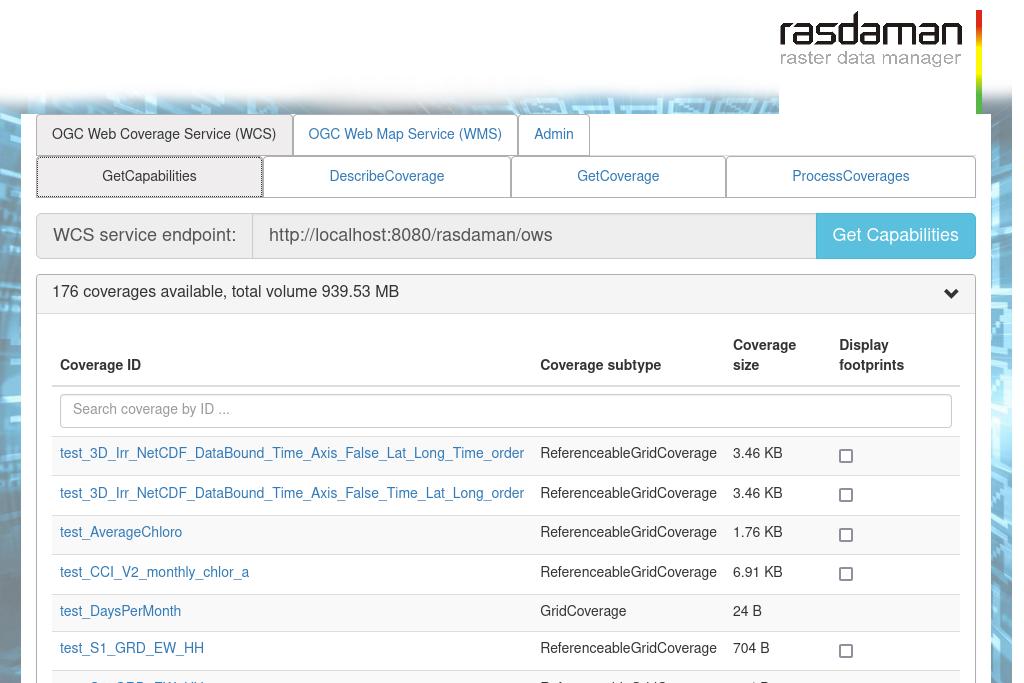 rasdaman
raster data manager
OGC Web Coverage Service (WCS) OGC Web Map Service (WMS) Admin
GetCapabilities DescribeCoverage GetCoverage ProcessCoverages
WCS service endpoint: http://localhost:8080/rasdaman/ows Get Capabilities
176 coverages available, total volume 939.53 MB
Coverage ID Coverage subtype Coverage size Display footprints
Search coverage by ID ...
test_3D_Irr_NetCDF_DataBound_Time_Axis_False_Lat_Long_Time_order ReferenceableGridCoverage 3.46 KB
test_3D_Irr_NetCDF_DataBound_Time_Axis_False_Time_Lat_Long_order ReferenceableGridCoverage 3.46 KB
test_AverageChloro ReferenceableGridCoverage 1.76 KB
test_CCI_V2_monthly_chlor_a ReferenceableGridCoverage 6.91 KB
test_DaysPerMonth GridCoverage 24 B
test_S1_GRD_EW_HH ReferenceableGridCoverage 704 B